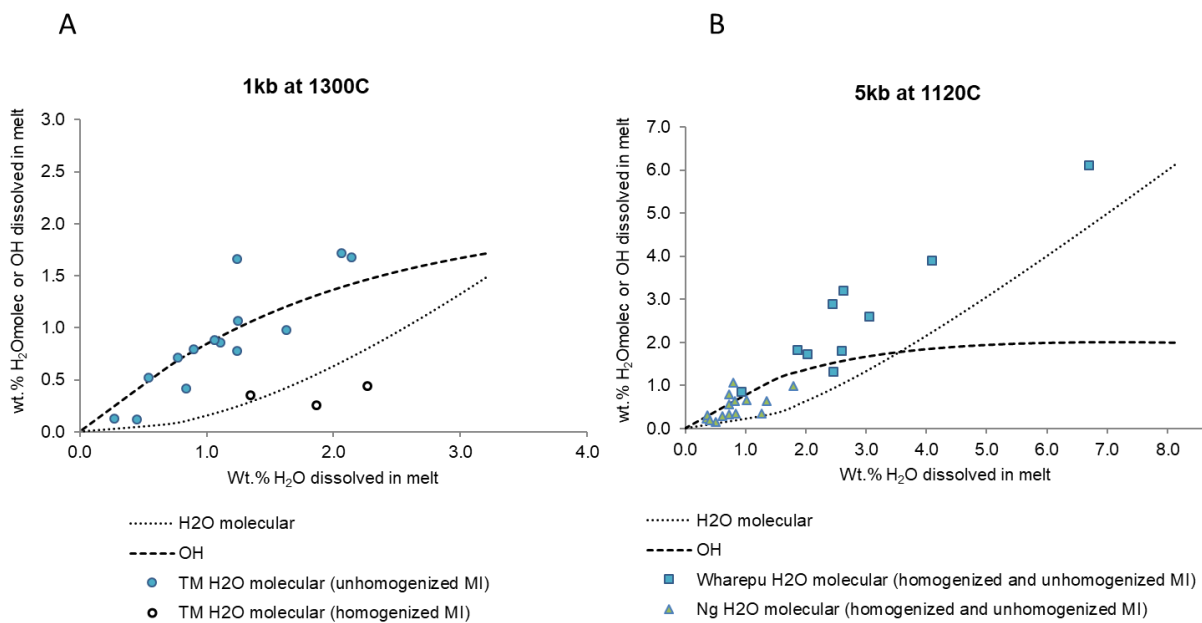 A
1kb at 1300C
wt.% H₂Omolec or OH dissolved in melt
3.0
2.5
2.0
1.5
1.0
0.5
0.0
0.0 1.0 2.0 3.0 4.0
Wt.% H₂O dissolved in melt
H2O molecular
OH
TM H2O molecular (unhomogenized MI)
TM H2O molecular (homogenized MI)
B
5kb at 1120C
wt.% H₂Omolec or OH dissolved in melt
7.0
6.0
5.0
4.0
3.0
2.0
1.0
0.0
0.0 1.0 2.0 3.0 4.0 5.0 6.0 7.0 8.0
Wt.% H₂O dissolved in melt
H2O molecular
OH
Wharepu H2O molecular (homogenized and unhomogenized MI)
Ng H2O molecular (homogenized and unhomogenized MI)